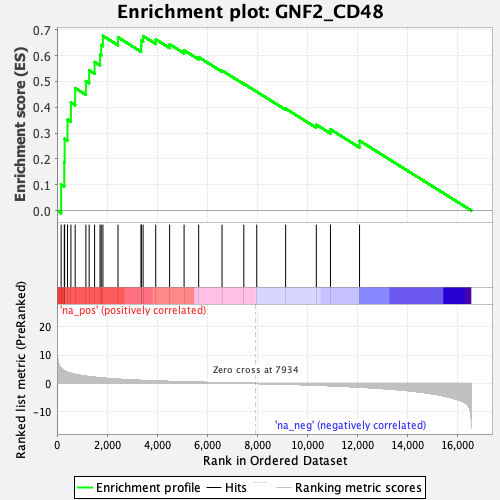 Enrichment plot: GNF2_CD48
Enrichment score (ES)
0.7
0.6
0.5
0.4
0.3
0.2
0.1
0.0
'na_pos' (positively correlated)
Ranked list metric (PreRanked)
20
10
0
-10
Zero cross at 7934
'na_neg' (negatively correlated)
0 2,000 4,000 6,000 8,000 10,000 12,000 14,000 16,000
Rank in Ordered Dataset
Enrichment profile Hits Ranking metric scores